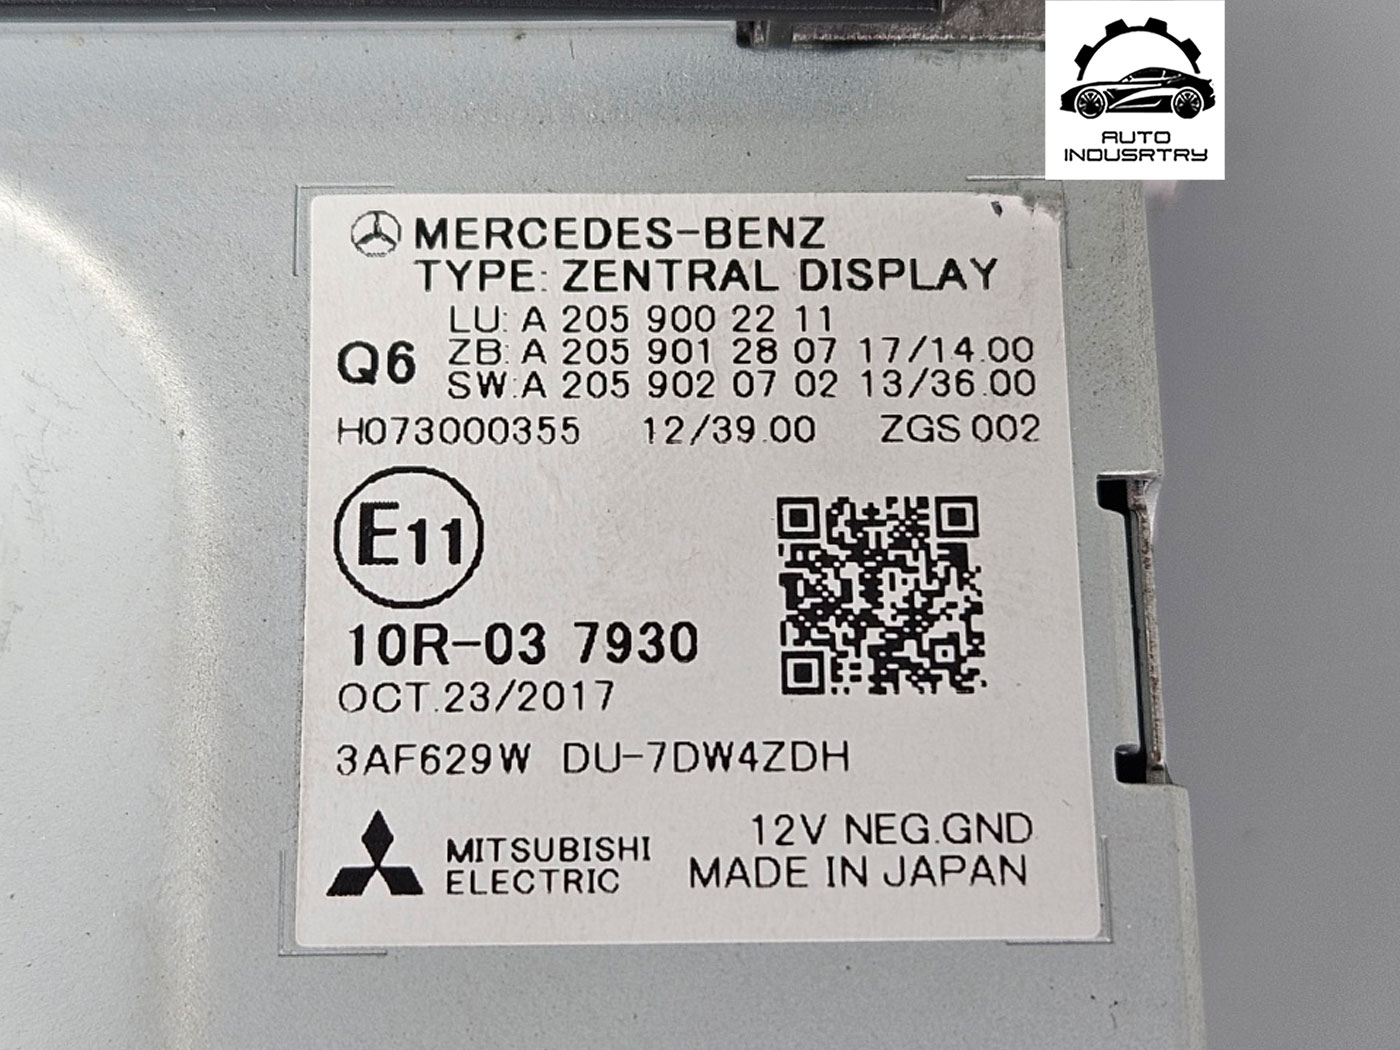 AUTO
INDUSRTRY
MERCEDES-BENZ
TYPE: ZENTRAL DISPLAY
LU: A 205 900 22 11
Q6
ZB: A 205 901 28 07 17/14.00
SW:A 205 902 07 02 13/36.00
H073000355 12/39.00 ZGS 002
E11
10R-03 7930
OCT.23/2017
3AF629W DU-7DW4ZDH
MITSUBISHI
ELECTRIC
12V NEG.GND
MADE IN JAPAN